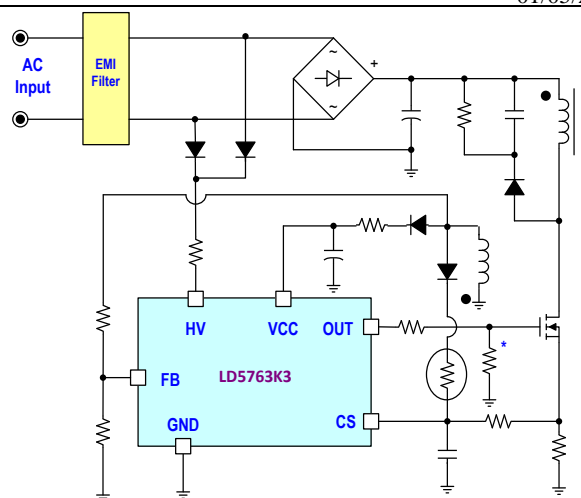 AC
Input
EMI
Filter
~
+
~
HV
VCC
OUT
*
FB
LD5763K3
GND
CS